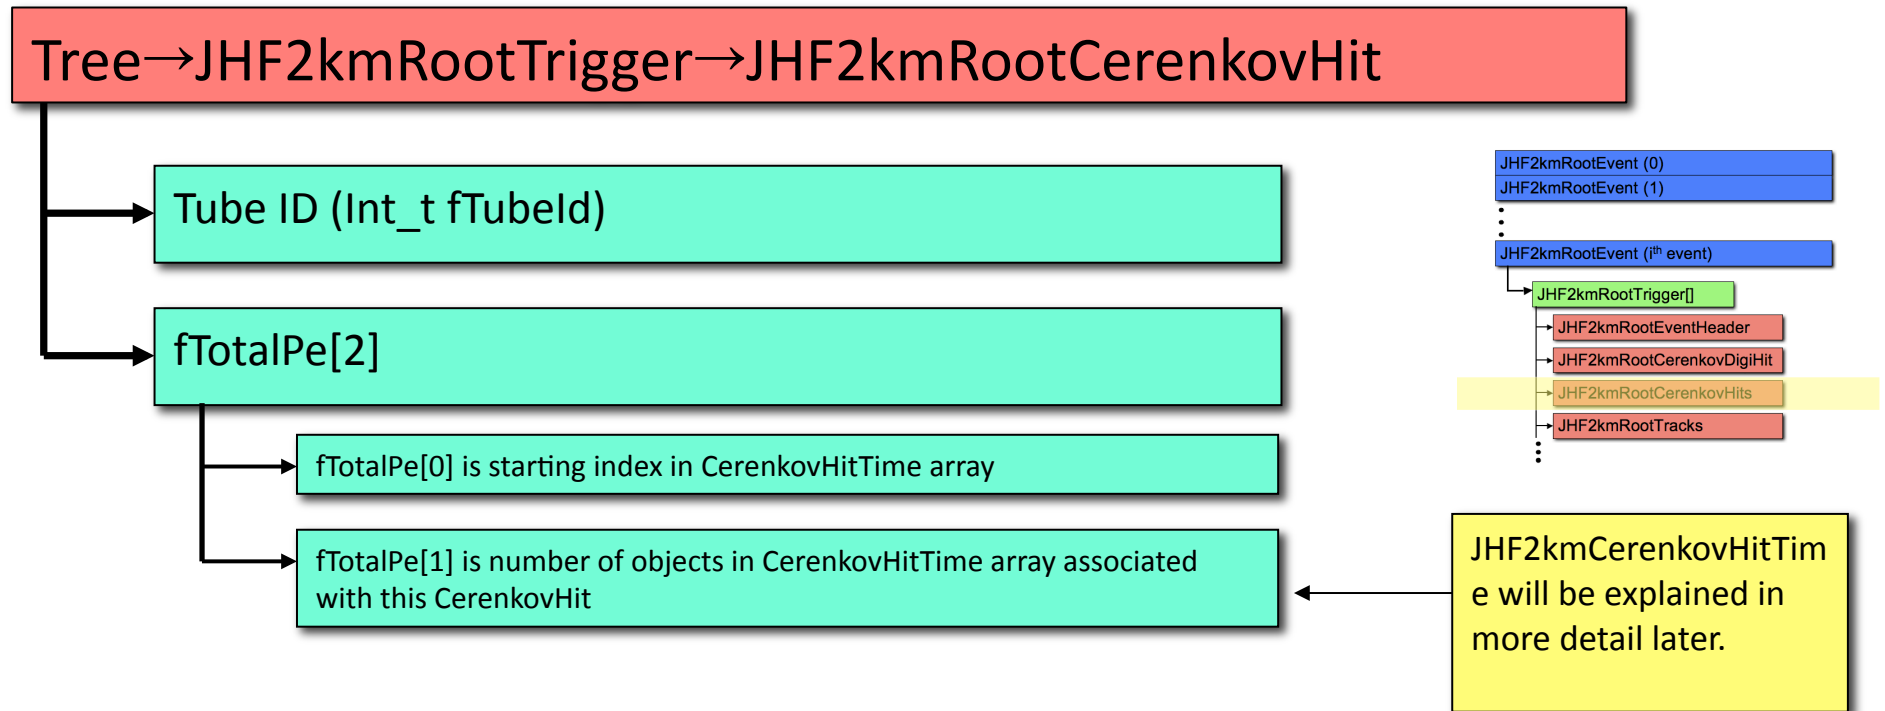 Tree→JHF2kmRootTrigger→JHF2kmRootCerenkovHit
Tube ID (Int_t fTubeId)
fTotalPe[2]
fTotalPe[0] is starting index in CerenkovHitTime array
fTotalPe[1] is number of objects in CerenkovHitTime array associated
with this CerenkovHit
JHF2kmRootEvent (0)
JHF2kmRootEvent (1)
JHF2kmRootEvent (ith event)
JHF2kmRootTrigger[]
JHF2kmRootEventHeader
JHF2kmRootCerenkovDigiHit
JHF2kmRootCerenkovHits
JHF2kmRootTracks
JHF2kmCerenkovHitTim
e will be explained in
more detail later.